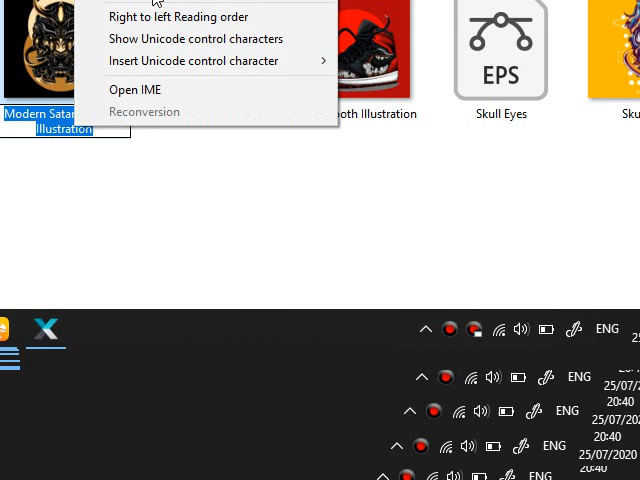 Right to left Reading order
Show Unicode control characters
Insert Unicode control character
Open IME
Reconversion
EPS
Modern Satan
Illustration
ooth Illustration
Skull Eyes
Sku
ENG
25
ENG
25/07/
20:40
ENG
25/07/202
20:40
ENG
25/07/2020
20:40
ENG